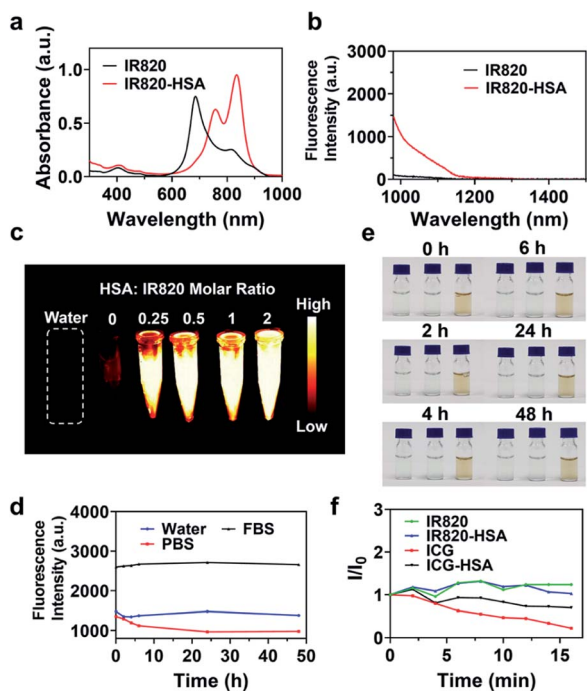 a
IR820
IR820-HSA
Absorbance (a.u.)
1.0
0.5
0.0
400 600 800 1000
Wavelength (nm)
b
IR820
IR820-HSA
Fluorescence
Intensity (a.u.)
3000
2000
1000
0
1000 1200 1400
Wavelength (nm)
c
HSA: IR820 Molar Ratio
Water 0 0.25 0.5 1 2
High
Low
e
0 h 6 h
2 h 24 h
4 h 48 h
d
Water FBS
PBS
Fluorescence
Intensity (a.u.)
4000
3000
2000
1000
0 10 20 30 40 50
Time (h)
f
IR820
IR820-HSA
ICG
ICG-HSA
I/I0
3
2
1
0
0 5 10 15
Time (min)